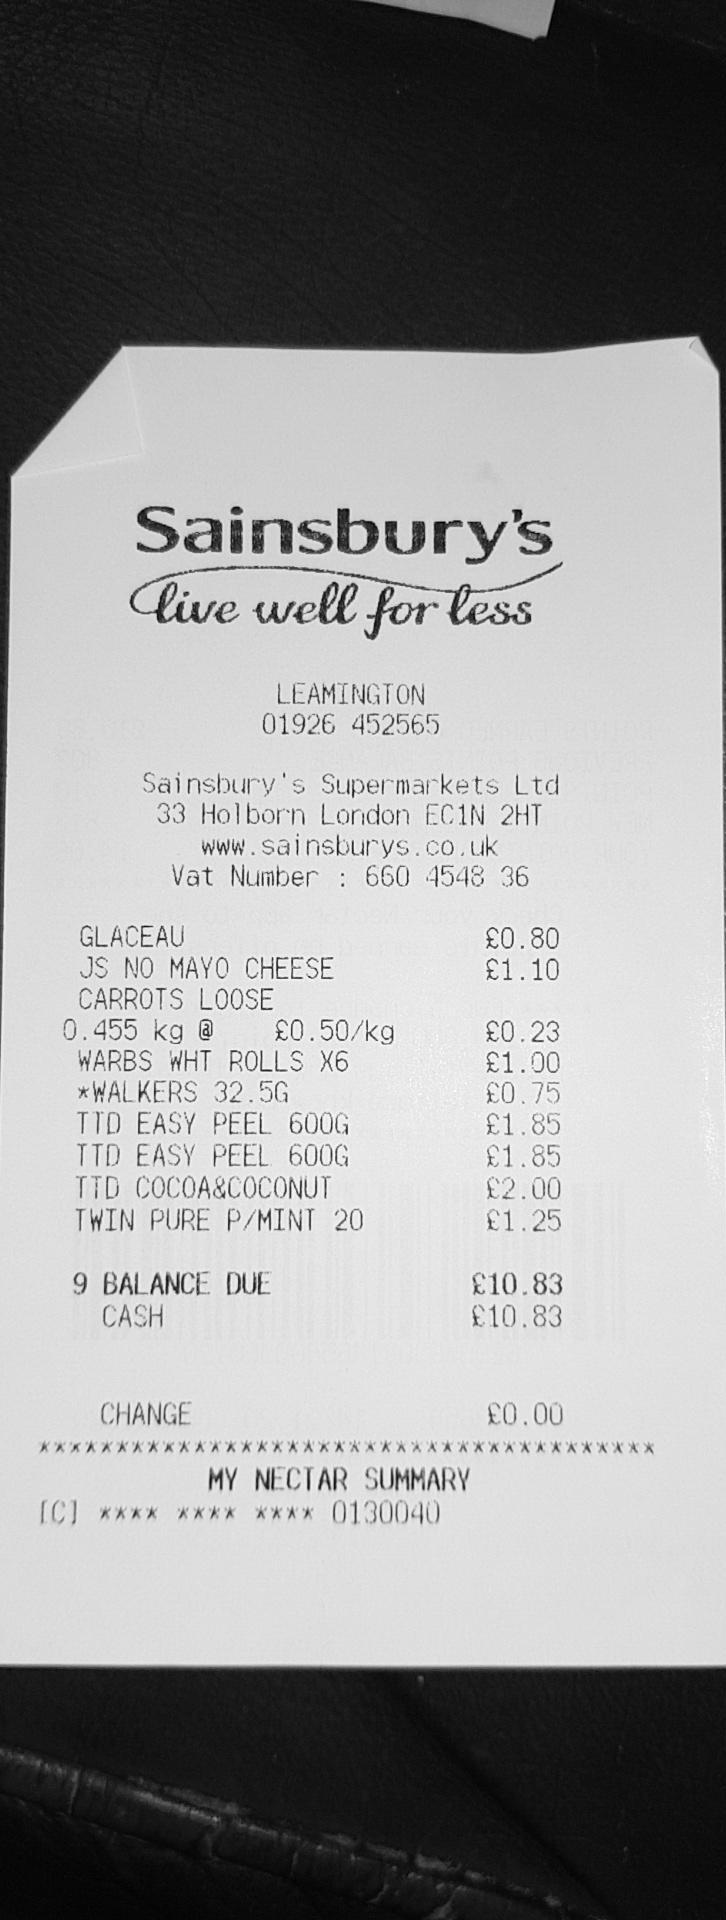 Sainsbury's
live well for less
LEAMINGTON
01926 452565
Sainsbury's Supermarkets Ltd
33 Holborn London EC1N 2HT
www.sainsburys.co.uk
Vat Number : 660 4548 36
GLACEAU £0.80
JS NO MAYO CHEESE £1.10
CARROTS LOOSE
0.455 kg @ £0.50/kg £0.23
WARBS WHT ROLLS X6 £1.00
*WALKERS 32.5G £0.75
TTD EASY PEEL 600G £1.85
TTD EASY PEEL 600G £1.85
TTD COCOA&COCONUT £2.00
TWIN PURE P/MINT 20 £1.25
9 BALANCE DUE £10.83
CASH £10.83
CHANGE £0.00
****************************************
MY NECTAR SUMMARY
[C] **** **** **** 0130040